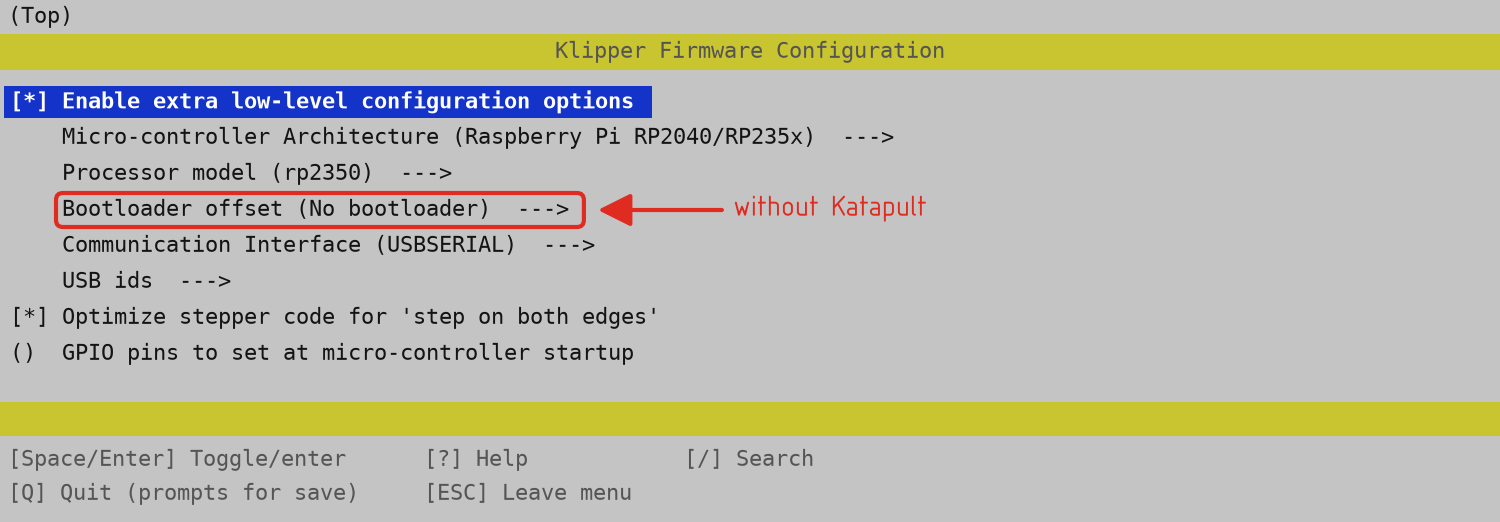 (Top)
Klipper Firmware Configuration
[*] Enable extra low-level configuration options
Micro-controller Architecture (Raspberry Pi RP2040/RP235x)  --->
Processor model (rp2350)  --->
Bootloader offset (No bootloader)  --->  without Katapult
Communication Interface (USBSERIAL)  --->
USB ids  --->
[*] Optimize stepper code for 'step on both edges'
()  GPIO pins to set at micro-controller startup
[Space/Enter] Toggle/enter      [?] Help            [/] Search
[Q] Quit (prompts for save)     [ESC] Leave menu